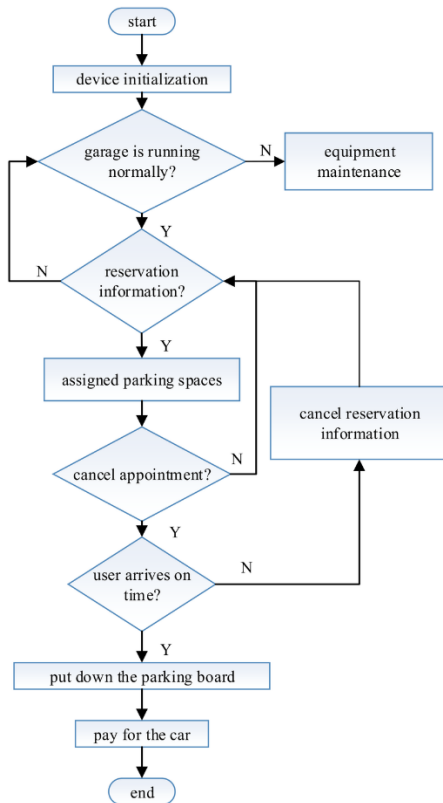 start
device initialization
garage is running
normally?
N
equipment
maintenance
Y
reservation
information?
N
Y
assigned parking spaces
cancel reservation
information
cancel appointment?
N
Y
user arrives on
time?
N
Y
put down the parking board
pay for the car
end